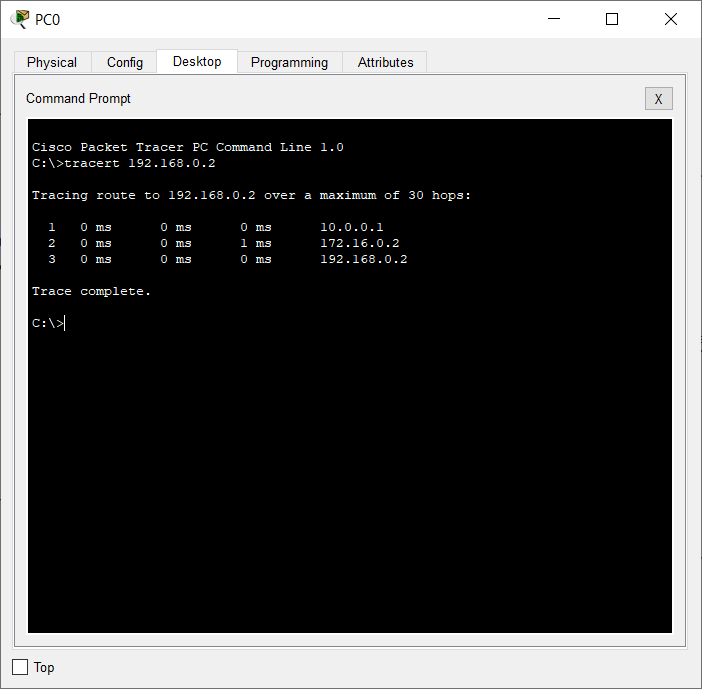 PC0
Physical Config Desktop Programming Attributes
Command Prompt X
Cisco Packet Tracer PC Command Line 1.0
C:\>tracert 192.168.0.2
Tracing route to 192.168.0.2 over a maximum of 30 hops:
1 0 ms 0 ms 0 ms 10.0.0.1
2 0 ms 0 ms 1 ms 172.16.0.2
3 0 ms 0 ms 0 ms 192.168.0.2
Trace complete.
C:\>
Top